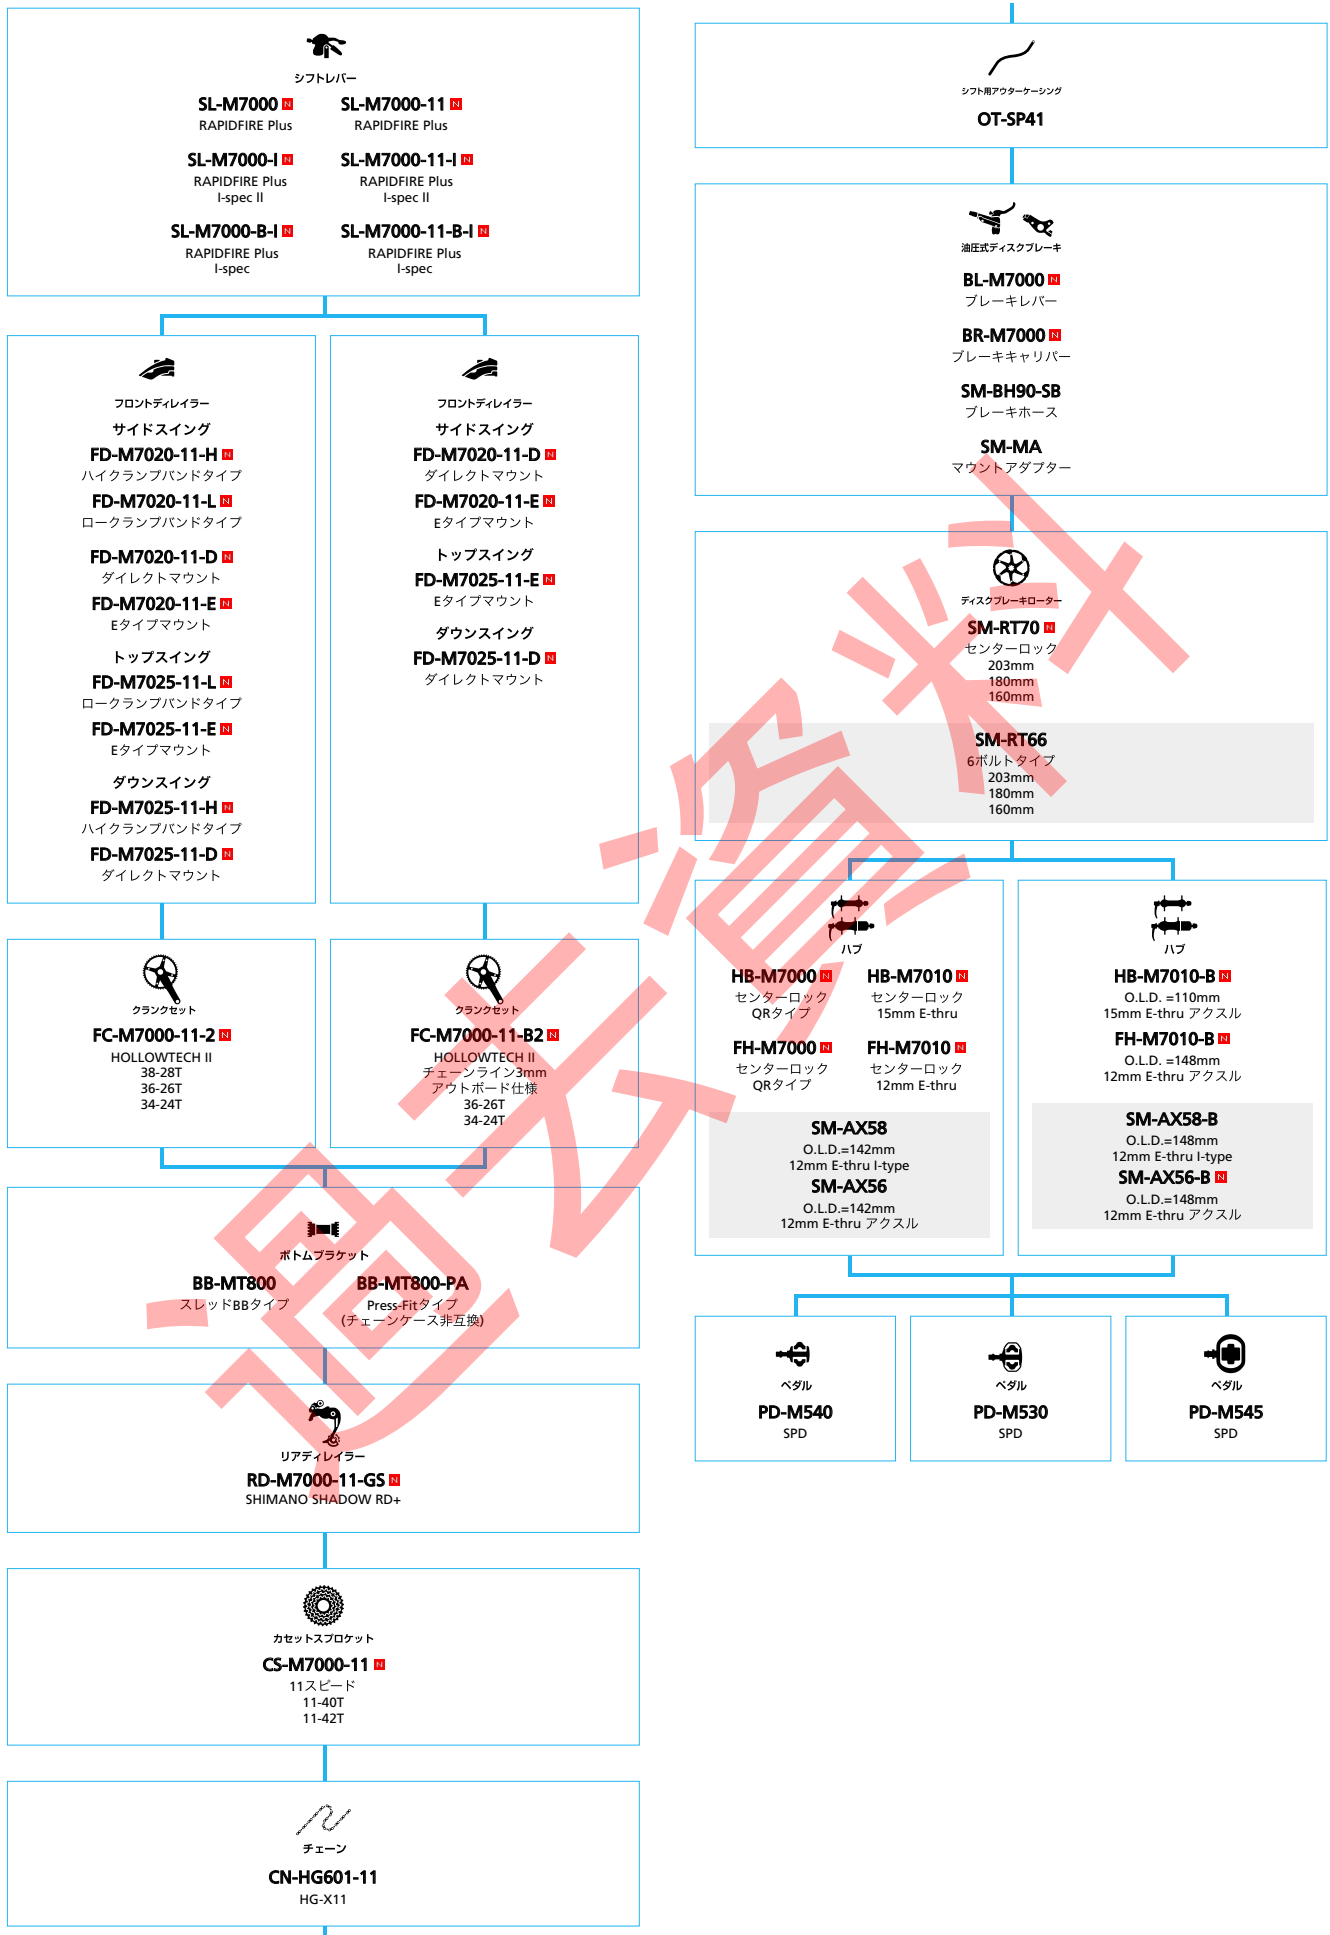 シフトレバー
SL-M7000 N
RAPIDFIRE Plus
SL-M7000-11 N
RAPIDFIRE Plus
SL-M7000-I N
RAPIDFIRE Plus
I-spec II
SL-M7000-11-I N
RAPIDFIRE Plus
I-spec II
SL-M7000-B-I N
RAPIDFIRE Plus
I-spec
SL-M7000-11-B-I N
RAPIDFIRE Plus
I-spec
フロントディレイラー
サイドスイング
FD-M7020-11-H N
ハイクランプバンドタイプ
FD-M7020-11-L N
ロークランプバンドタイプ
FD-M7020-11-D N
ダイレクトマウント
FD-M7020-11-E N
Eタイプマウント
トップスイング
FD-M7025-11-L N
ロークランプバンドタイプ
FD-M7025-11-E N
Eタイプマウント
ダウンスイング
FD-M7025-11-H N
ハイクランプバンドタイプ
FD-M7025-11-D N
ダイレクトマウント
フロントディレイラー
サイドスイング
FD-M7020-11-D N
ダイレクトマウント
FD-M7020-11-E N
Eタイプマウント
トップスイング
FD-M7025-11-E N
Eタイプマウント
ダウンスイング
FD-M7025-11-D N
ダイレクトマウント
クランクセット
FC-M7000-11-2 N
HOLLOWTECH II
38-28T
36-26T
34-24T
クランクセット
FC-M7000-11-B2 N
HOLLOWTECH II
チェーンライン3mm
アウトボード仕様
36-26T
34-24T
ボトムブラケット
BB-MT800
スレッドBBタイプ
BB-MT800-PA
Press-Fitタイプ
(チェーンケース非互換)
リアディレイラー
RD-M7000-11-GS N
SHIMANO SHADOW RD+
カセットスプロケット
CS-M7000-11 N
11スピード
11-40T
11-42T
チェーン
CN-HG601-11
HG-X11
シフト用アウターケーシング
OT-SP41
油圧式ディスクブレーキ
BL-M7000 N
ブレーキレバー
BR-M7000 N
ブレーキキャリパー
SM-BH90-SB
ブレーキホース
SM-MA
マウントアダプター
ディスクブレーキローター
SM-RT70 N
センターロック
203mm
180mm
160mm
SM-RT66
6ボルトタイプ
203mm
180mm
160mm
ハブ
HB-M7000 N
センターロック
QRタイプ
HB-M7010 N
センターロック
15mm E-thru
FH-M7000 N
センターロック
QRタイプ
FH-M7010 N
センターロック
12mm E-thru
SM-AX58
O.L.D.=142mm
12mm E-thru I-type
SM-AX56
O.L.D.=142mm
12mm E-thru アクスル
ハブ
HB-M7010-B N
O.L.D. =110mm
15mm E-thru アクスル
FH-M7010-B N
O.L.D. =148mm
12mm E-thru アクスル
SM-AX58-B
O.L.D.=148mm
12mm E-thru I-type
SM-AX56-B N
O.L.D.=148mm
12mm E-thru アクスル
ペダル
PD-M540
SPD
ペダル
PD-M530
SPD
ペダル
PD-M545
SPD
過去資料